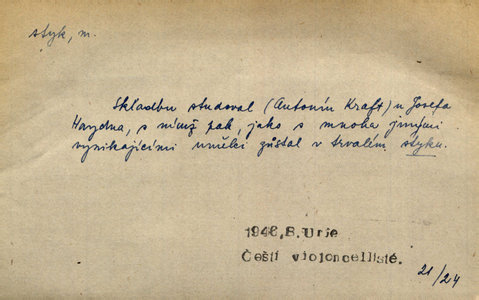 styk, m.
Skladbu studoval (Antonín Kraft) u Josefa
Haydna, s nímž pak, jako s mnoha jinými
vynikajícími umělci zůstal v trvalém styku.
1948, B. Urie
Čeští violoncellisté.
21/24